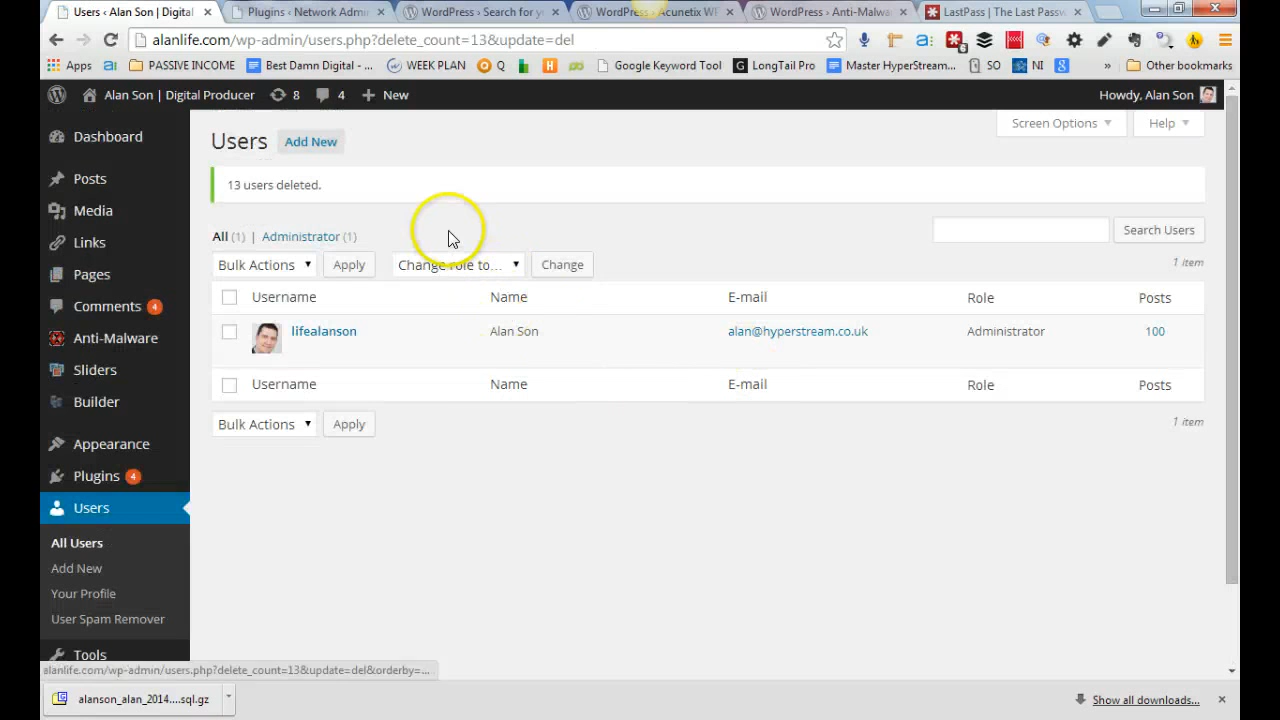 Users ‹ Alan Son | Digital
Plugins ‹ Network Admi
WordPress › Search for y
WordPress › Acunetix WP
WordPress › Anti-Malwa
LastPass | The Last Passw
alanlife.com/wp-admin/users.php?delete_count=13&update=del
6
Apps
PASSIVE INCOME
Best Damn Digital - ...
WEEK PLAN
Q
Google Keyword Tool
LongTail Pro
Master HyperStream...
SO
NI
»
Other bookmarks
Alan Son | Digital Producer
8
4
New
Howdy, Alan Son
Dashboard
Posts
Media
Links
Pages
Comments 4
Anti-Malware
Sliders
Builder
Appearance
Plugins 4
Users
All Users
Add New
Your Profile
User Spam Remover
Tools
Screen Options
Help
Users
Add New
13 users deleted.
All (1) | Administrator (1)
Search Users
Bulk Actions
Apply
Change role to...
Change
1 item
Username
Name
E-mail
Role
Posts
lifealanson
Alan Son
alan@hyperstream.co.uk
Administrator
100
Username
Name
E-mail
Role
Posts
Bulk Actions
Apply
1 item
alanlife.com/wp-admin/users.php?delete_count=13&update=del&orderby=...
alanson_alan_2014....sql.gz
Show all downloads...